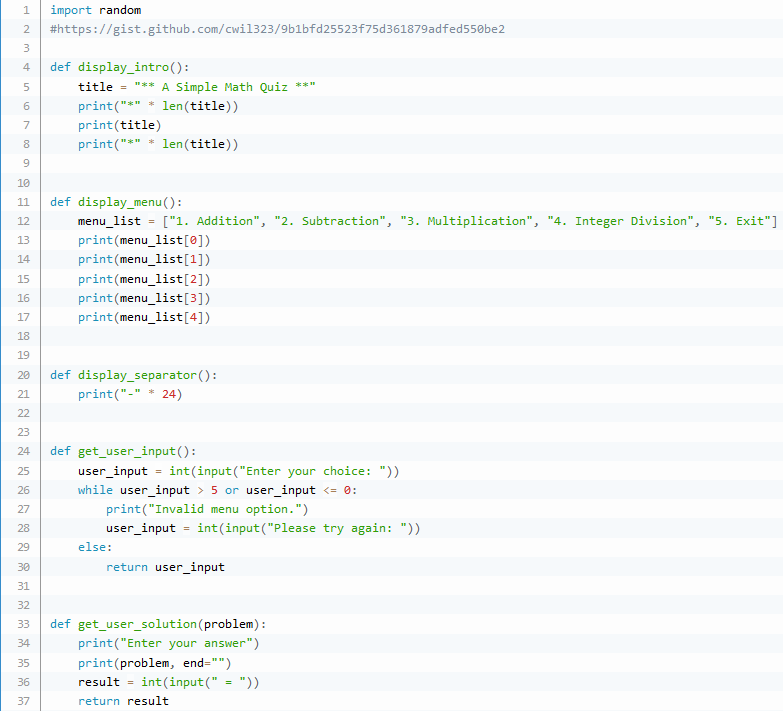 1 import random
2 #https://gist.github.com/cwil323/9b1bfd25523f75d361879adfed550be2
3
4 def display_intro():
5     title = "** A Simple Math Quiz **"
6     print("*" * len(title))
7     print(title)
8     print("*" * len(title))
9
10
11 def display_menu():
12     menu_list = ["1. Addition", "2. Subtraction", "3. Multiplication", "4. Integer Division", "5. Exit"]
13     print(menu_list[0])
14     print(menu_list[1])
15     print(menu_list[2])
16     print(menu_list[3])
17     print(menu_list[4])
18
19
20 def display_separator():
21     print("-" * 24)
22
23
24 def get_user_input():
25     user_input = int(input("Enter your choice: "))
26     while user_input > 5 or user_input <= 0:
27         print("Invalid menu option.")
28         user_input = int(input("Please try again: "))
29     else:
30         return user_input
31
32
33 def get_user_solution(problem):
34     print("Enter your answer")
35     print(problem, end="")
36     result = int(input(" = "))
37     return result